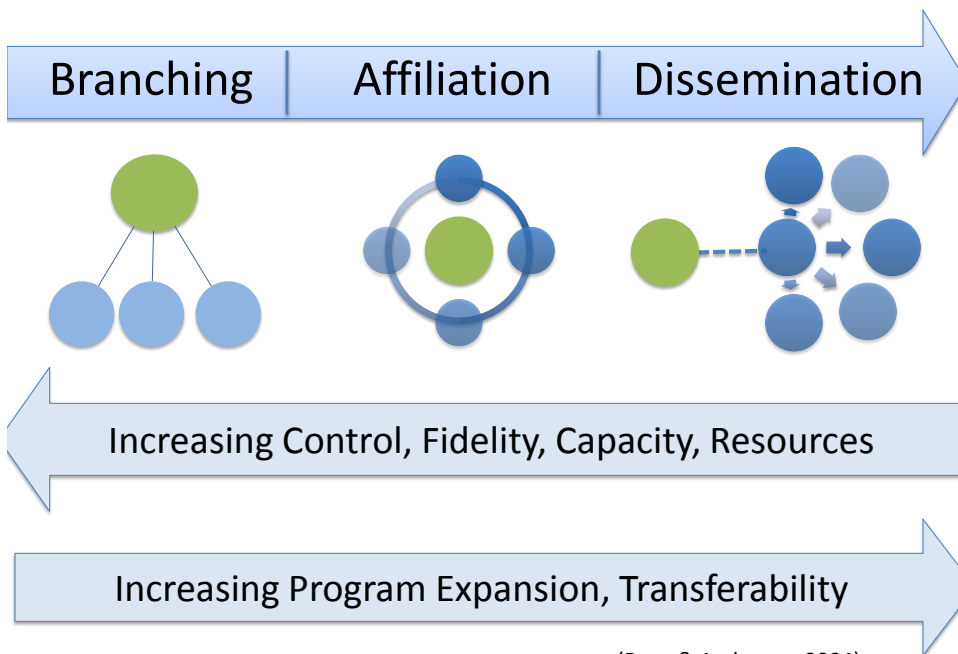 Branching
Affiliation
Dissemination
Increasing Control, Fidelity, Capacity, Resources
Increasing Program Expansion, Transferability